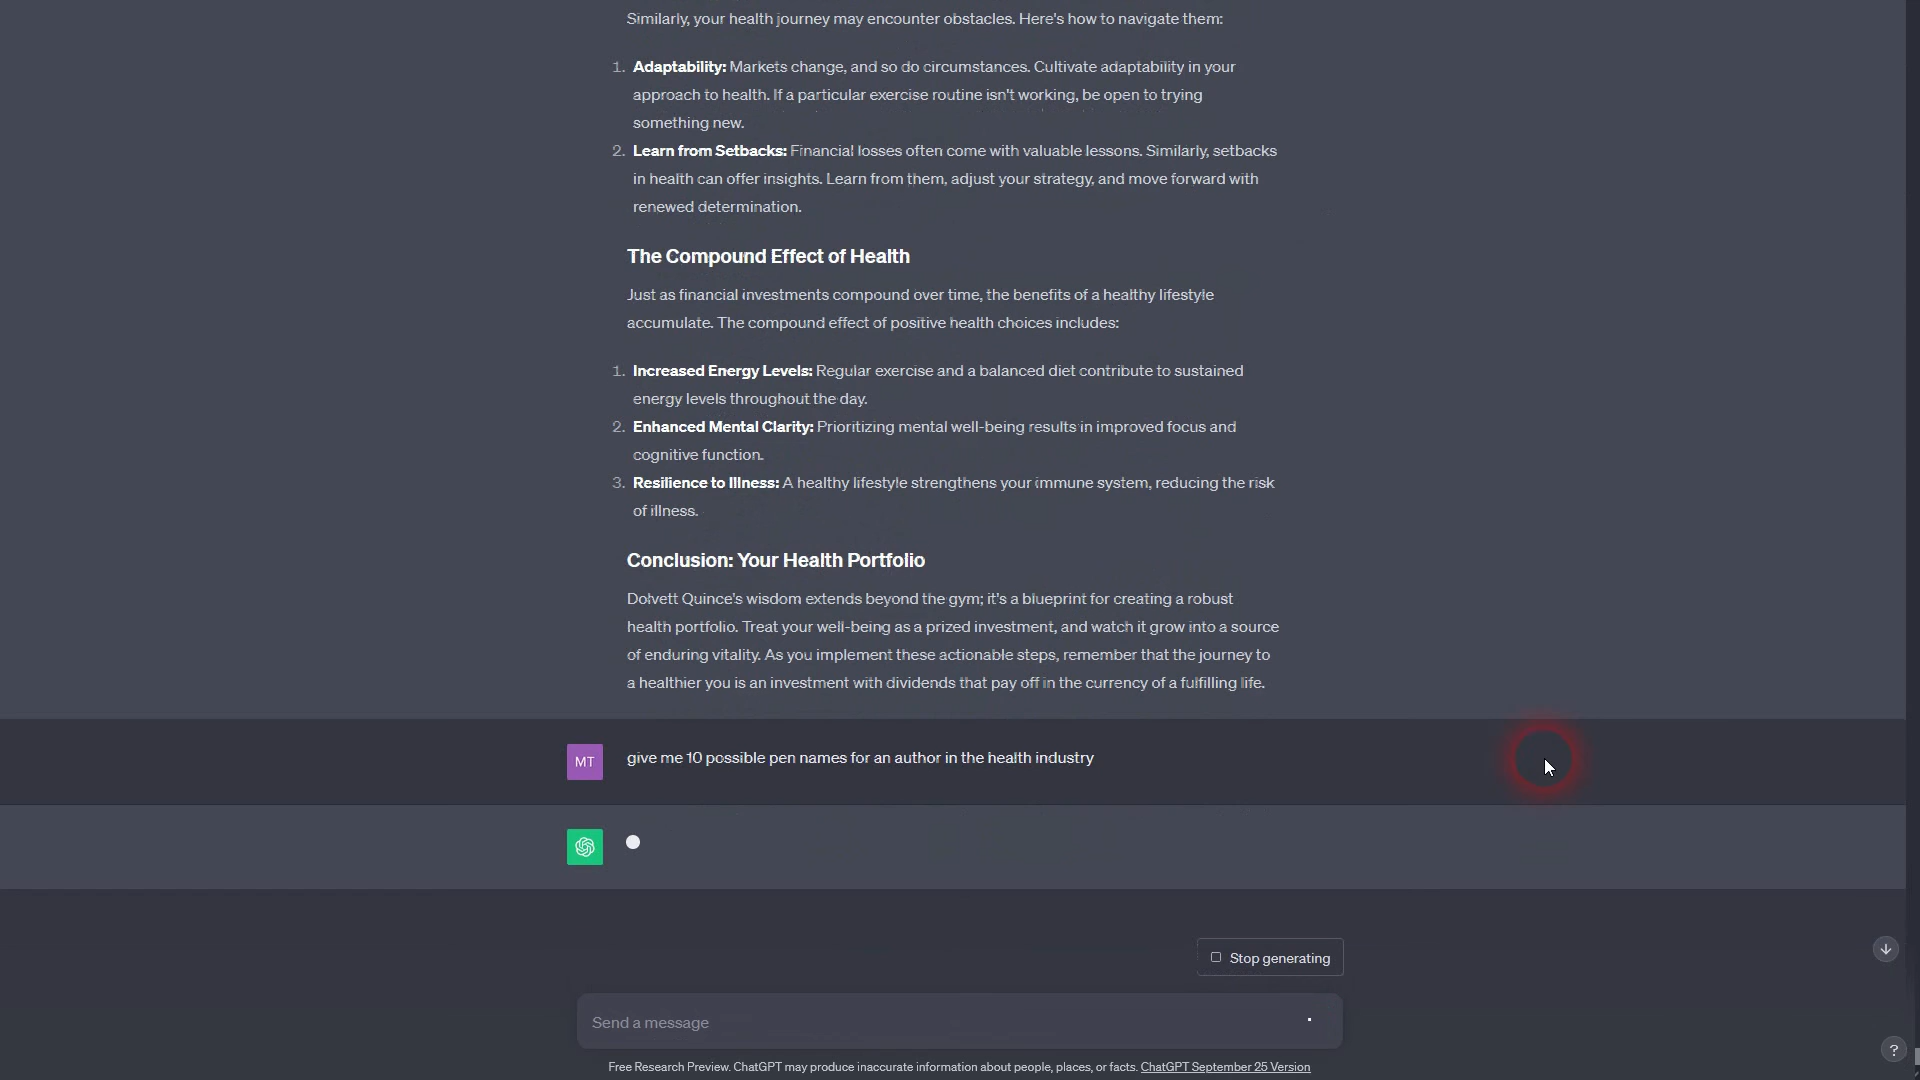 Similarly, your health journey may encounter obstacles. Here's how to navigate them:
1. Adaptability: Markets change, and so do circumstances. Cultivate adaptability in your
approach to health. If a particular exercise routine isn't working, be open to trying
something new.
2. Learn from Setbacks: Financial losses often come with valuable lessons. Similarly, setbacks
in health can offer insights. Learn from them, adjust your strategy, and move forward with
renewed determination.
The Compound Effect of Health
Just as financial investments compound over time, the benefits of a healthy lifestyle
accumulate. The compound effect of positive health choices includes:
1. Increased Energy Levels: Regular exercise and a balanced diet contribute to sustained
energy levels throughout the day.
2. Enhanced Mental Clarity: Prioritizing mental well-being results in improved focus and
cognitive function.
3. Resilience to Illness: A healthy lifestyle strengthens your immune system, reducing the risk
of illness.
Conclusion: Your Health Portfolio
Dolvett Quince's wisdom extends beyond the gym; it's a blueprint for creating a robust
health portfolio. Treat your well-being as a prized investment, and watch it grow into a source
of enduring vitality. As you implement these actionable steps, remember that the journey to
a healthier you is an investment with dividends that pay off in the currency of a fulfilling life.
MT
give me 10 possible pen names for an author in the health industry
Stop generating
Send a message
?
Free Research Preview. ChatGPT may produce inaccurate information about people, places, or facts. ChatGPT September 25 Version